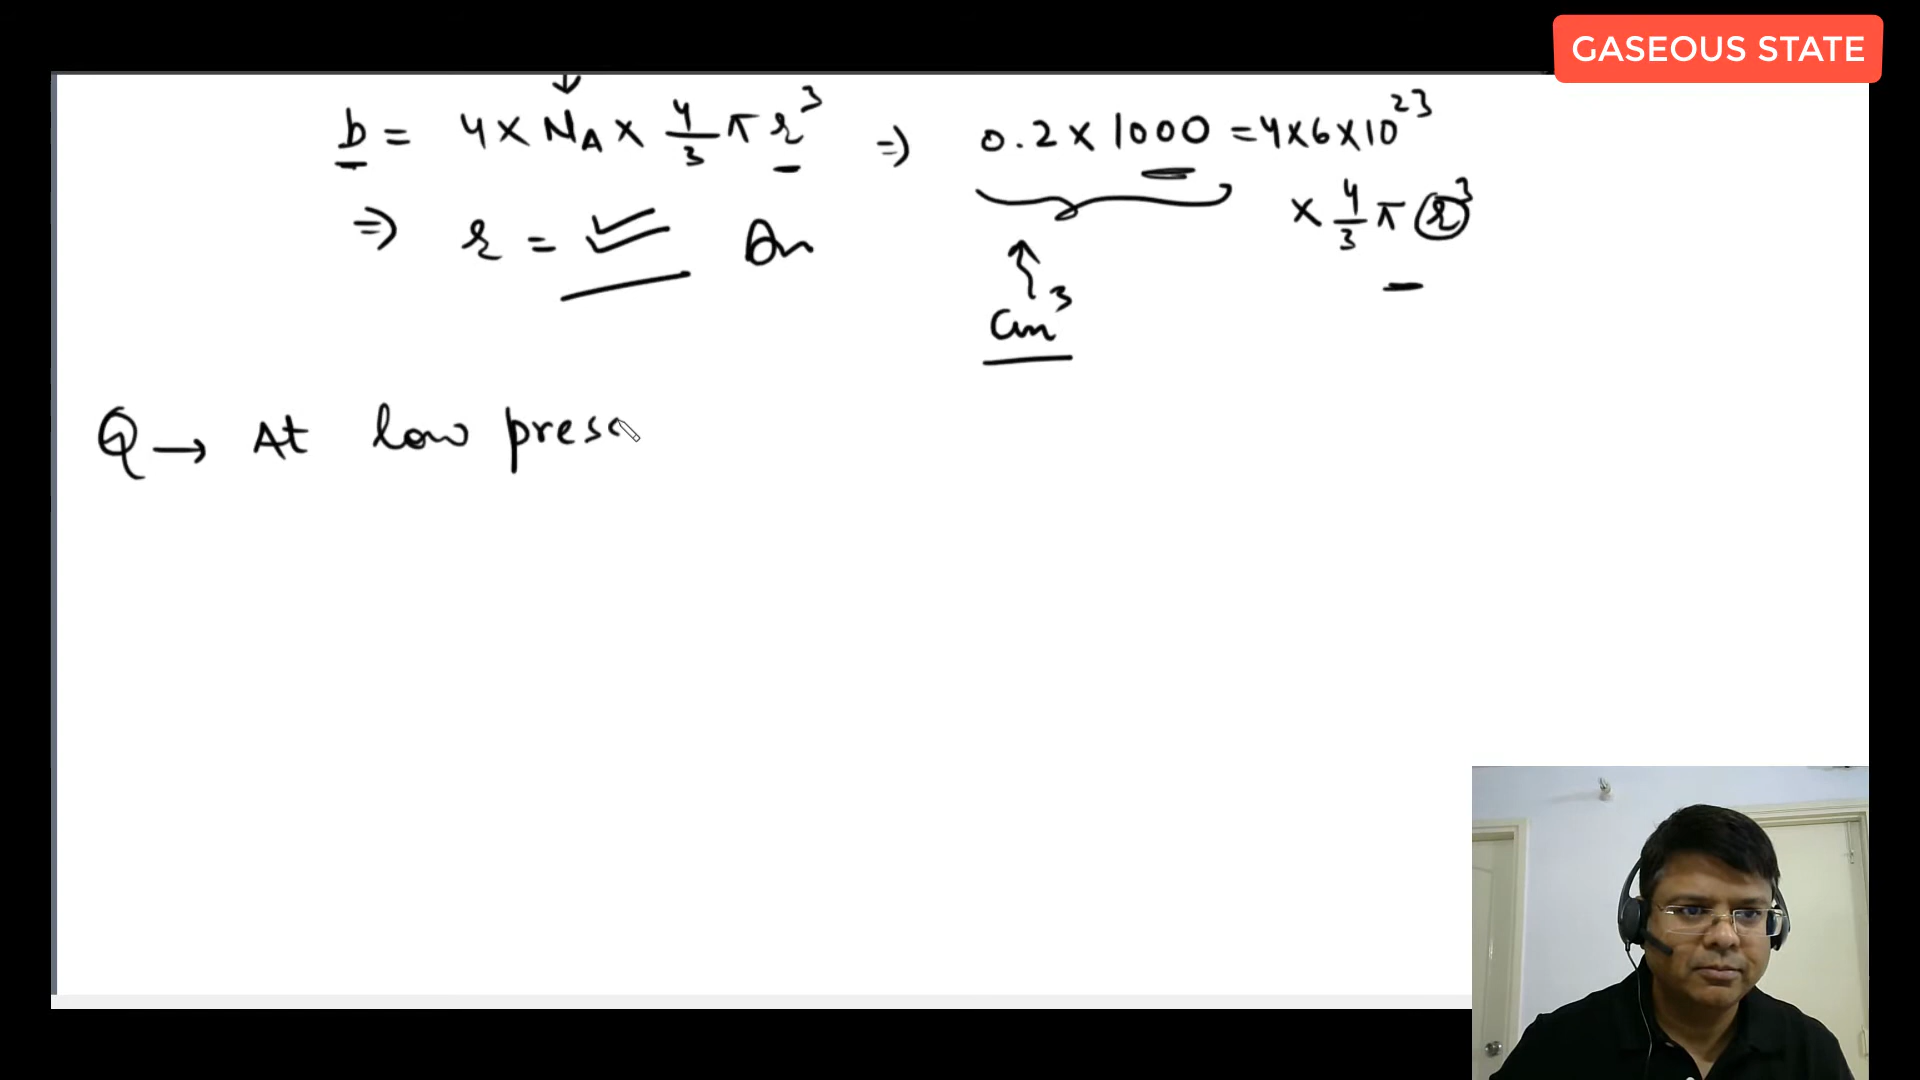 GASEOUS STATE
b = 4 × NA × 4/3 π r³ ⇒ 0.2 × 1000 = 4×6×10²³
× 4/3 π r³
⇒ r = ✓ Ans
cm³
Q → At low press